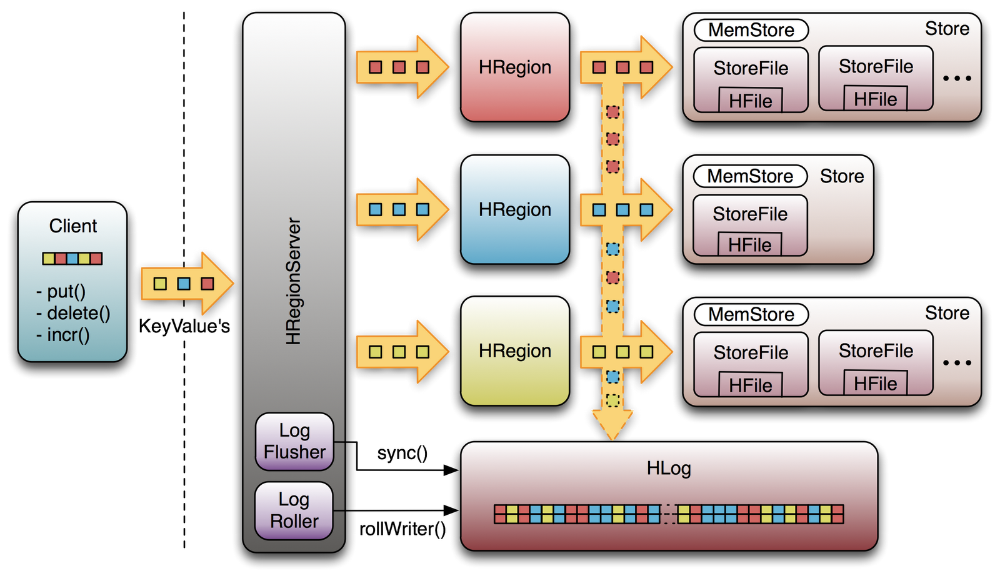 Client
- put()
- delete()
- incr()
KeyValue's
HRegionServer
Log
Flusher
Log
Roller
sync()
rollWriter()
HRegion
MemStore
Store
StoreFile
HFile
StoreFile
HFile
...
HRegion
MemStore
Store
StoreFile
HFile
HRegion
MemStore
Store
StoreFile
HFile
StoreFile
HFile
...
HLog